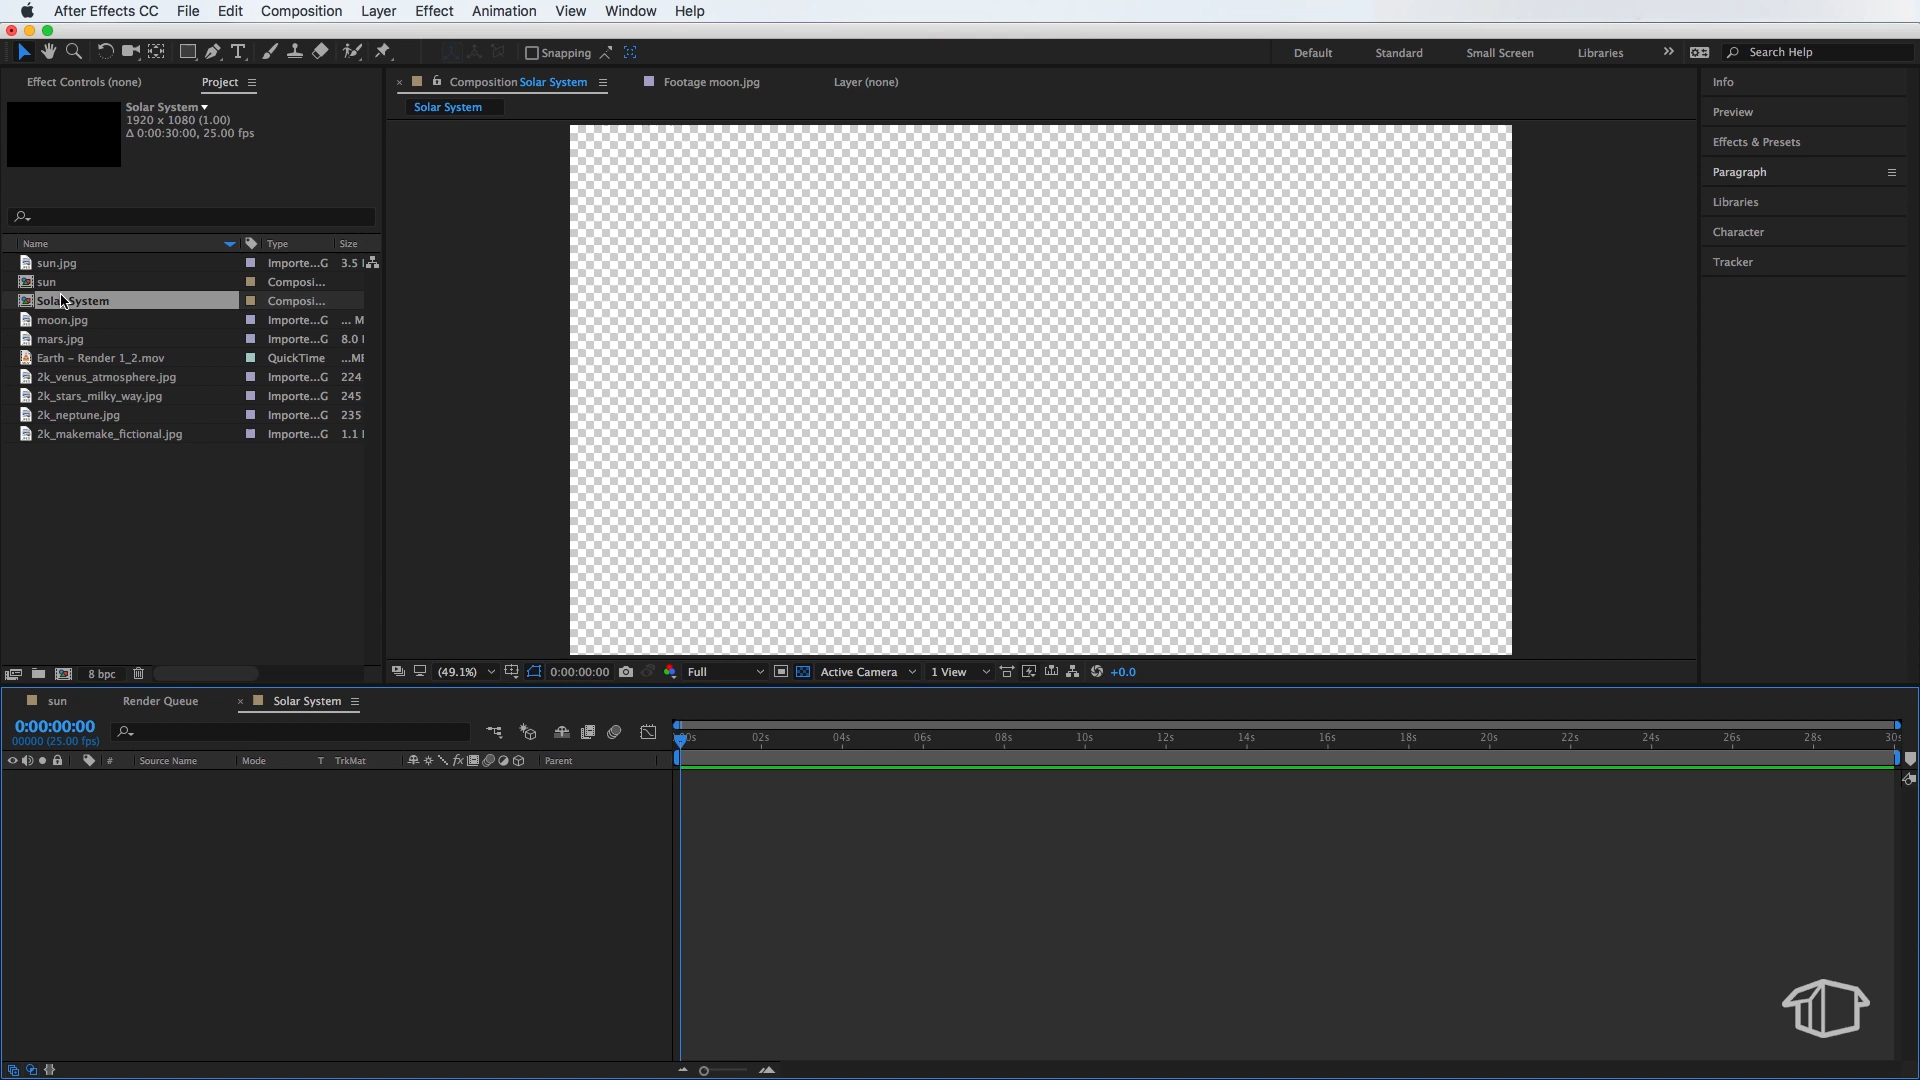 After Effects CC File Edit Composition Layer Effect Animation View Window Help
T Snapping Default Standard Small Screen Libraries >> Search Help
Effect Controls (none) Project
Composition Solar System Footage moon.jpg Layer (none)
Solar System
Solar System
1920 x 1080 (1.00)
Δ 0:00:30:00, 25.00 fps
Name Type Size
sun.jpg Importe...G 3.5
sun Composi...
Solar System Composi...
moon.jpg Importe...G ... M
mars.jpg Importe...G 8.0
Earth – Render 1_2.mov QuickTime ...ME
2k_venus_atmosphere.jpg Importe...G 224
2k_stars_milky_way.jpg Importe...G 245
2k_neptune.jpg Importe...G 235
2k_makemake_fictional.jpg Importe...G 1.1
8 bpc
(49.1%) 0:00:00:00 Full Active Camera 1 View +0.0
Info
Preview
Effects & Presets
Paragraph
Libraries
Character
Tracker
sun Render Queue Solar System
0:00:00:00
00000 (25.00 fps)
:00s 02s 04s 06s 08s 10s 12s 14s 16s 18s 20s 22s 24s 26s 28s 30s
# Source Name Mode T TrkMat fx Parent